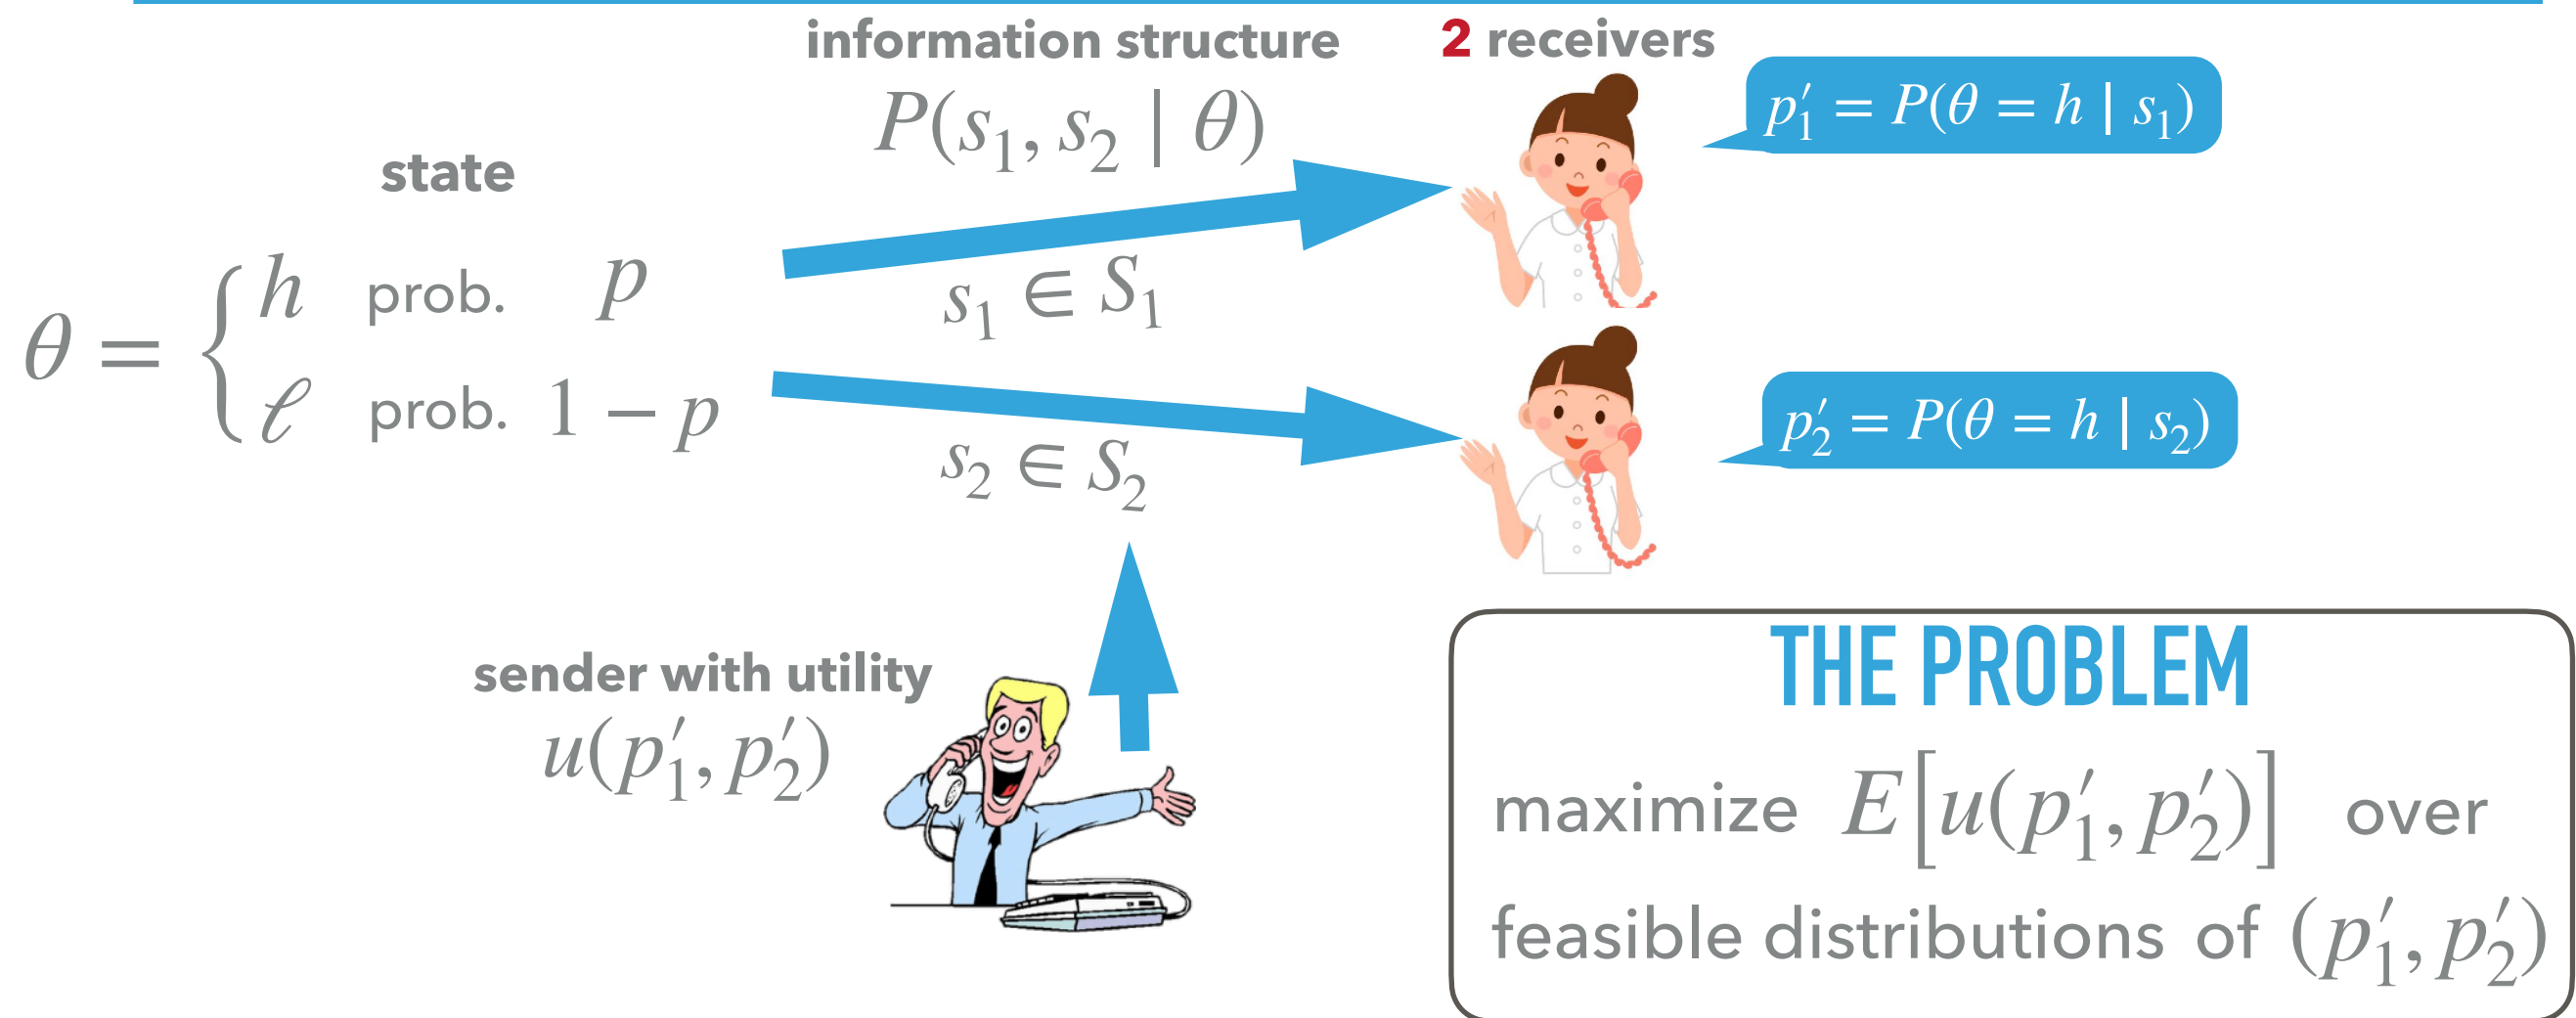 information structure
2 receivers
P(s₁, s₂ | θ)
p′₁ = P(θ = h | s₁)
state
θ = { h prob. p
ℓ prob. 1 − p
s₁ ∈ S₁
s₂ ∈ S₂
p′₂ = P(θ = h | s₂)
sender with utility
u(p′₁, p′₂)
THE PROBLEM
maximize E[u(p′₁, p′₂)] over
feasible distributions of (p′₁, p′₂)